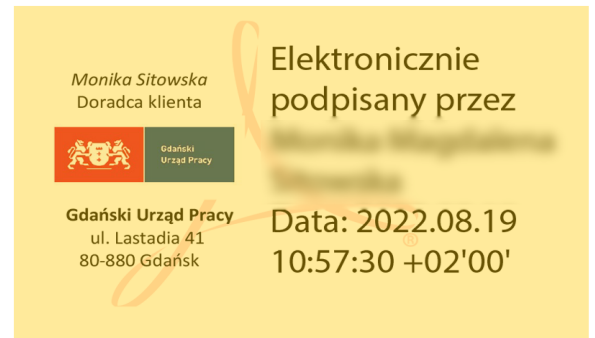 Monika Sitowska
Doradca klienta
Gdański
Urząd Pracy
Gdański Urząd Pracy
ul. Lastadia 41
80-880 Gdańsk
Elektronicznie
podpisany przez
Data: 2022.08.19
10:57:30 +02'00'